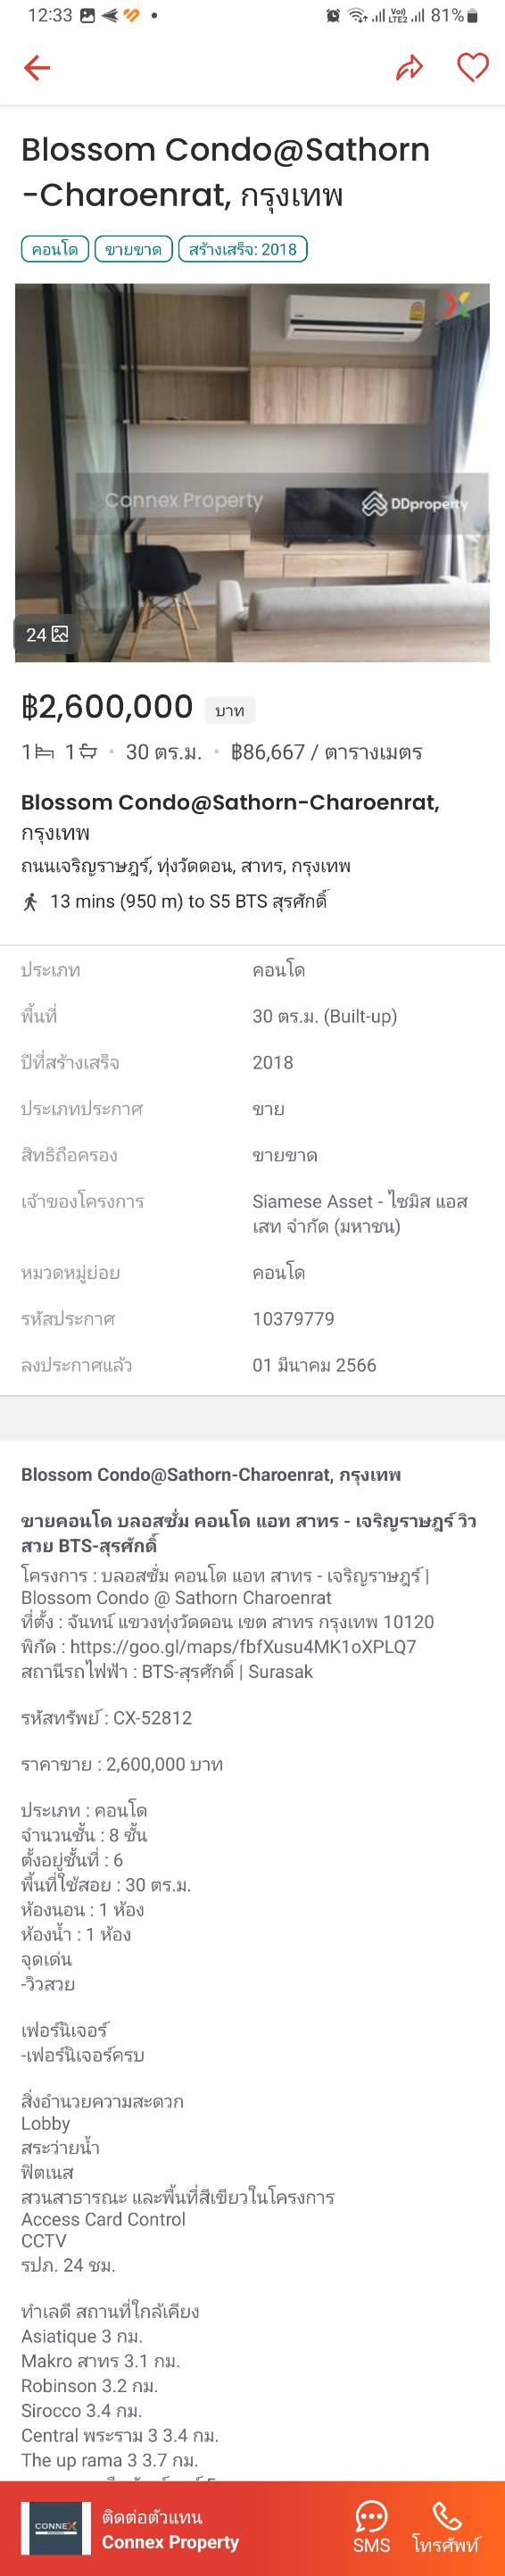 12:33
Vo))
LTE2
81%
Blossom Condo@Sathorn
-Charoenrat, กรุงเทพ
คอนโด ขายขาด สร้างเสร็จ: 2018
Connex Property
DDproperty
24
฿2,600,000 บาท
1 1 • 30 ตร.ม. • ฿86,667 / ตารางเมตร
Blossom Condo@Sathorn-Charoenrat,
กรุงเทพ
ถนนเจริญราษฎร์, ทุ่งวัดดอน, สาทร, กรุงเทพ
13 mins (950 m) to S5 BTS สุรศักดิ์
ประเภท คอนโด
พื้นที่ 30 ตร.ม. (Built-up)
ปีที่สร้างเสร็จ 2018
ประเภทประกาศ ขาย
สิทธิถือครอง ขายขาด
เจ้าของโครงการ Siamese Asset - ไซมิส แอส
เสท จำกัด (มหาชน)
หมวดหมู่ย่อย คอนโด
รหัสประกาศ 10379779
ลงประกาศแล้ว 01 มีนาคม 2566
Blossom Condo@Sathorn-Charoenrat, กรุงเทพ
ขายคอนโด บลอสซั่ม คอนโด แอท สาทร - เจริญราษฎร์ วิว
สวย BTS-สุรศักดิ์
โครงการ : บลอสซั่ม คอนโด แอท สาทร - เจริญราษฎร์ |
Blossom Condo @ Sathorn Charoenrat
ที่ตั้ง : จันทน์ แขวงทุ่งวัดดอน เขต สาทร กรุงเทพ 10120
พิกัด : https://goo.gl/maps/fbfXusu4MK1oXPLQ7
สถานีรถไฟฟ้า : BTS-สุรศักดิ์ | Surasak
รหัสทรัพย์ : CX-52812
ราคาขาย : 2,600,000 บาท
ประเภท : คอนโด
จำนวนชั้น : 8 ชั้น
ตั้งอยู่ชั้นที่ : 6
พื้นที่ใช้สอย : 30 ตร.ม.
ห้องนอน : 1 ห้อง
ห้องน้ำ : 1 ห้อง
จุดเด่น
-วิวสวย
เฟอร์นิเจอร์
-เฟอร์นิเจอร์ครบ
สิ่งอำนวยความสะดวก
Lobby
สระว่ายน้ำ
ฟิตเนส
สวนสาธารณะ และพื้นที่สีเขียวในโครงการ
Access Card Control
CCTV
รปภ. 24 ชม.
ทำเลดี สถานที่ใกล้เคียง
Asiatique 3 กม.
Makro สาทร 3.1 กม.
Robinson 3.2 กม.
Sirocco 3.4 กม.
Central พระราม 3 3.4 กม.
The up rama 3 3.7 กม.
CONNEX
ติดต่อตัวแทน
Connex Property
SMS โทรศัพท์